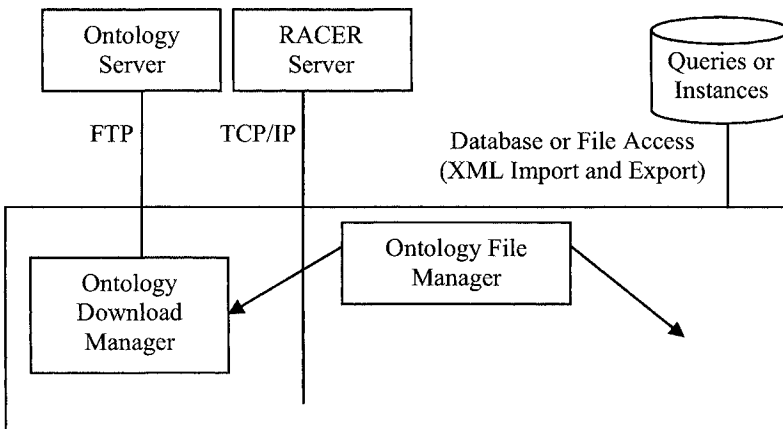 Ontology
Server
RACER
Server
Queries or
Instances
FTP
TCP/IP
Database or File Access
(XML Import and Export)
Ontology File
Manager
Ontology
Download
Manager